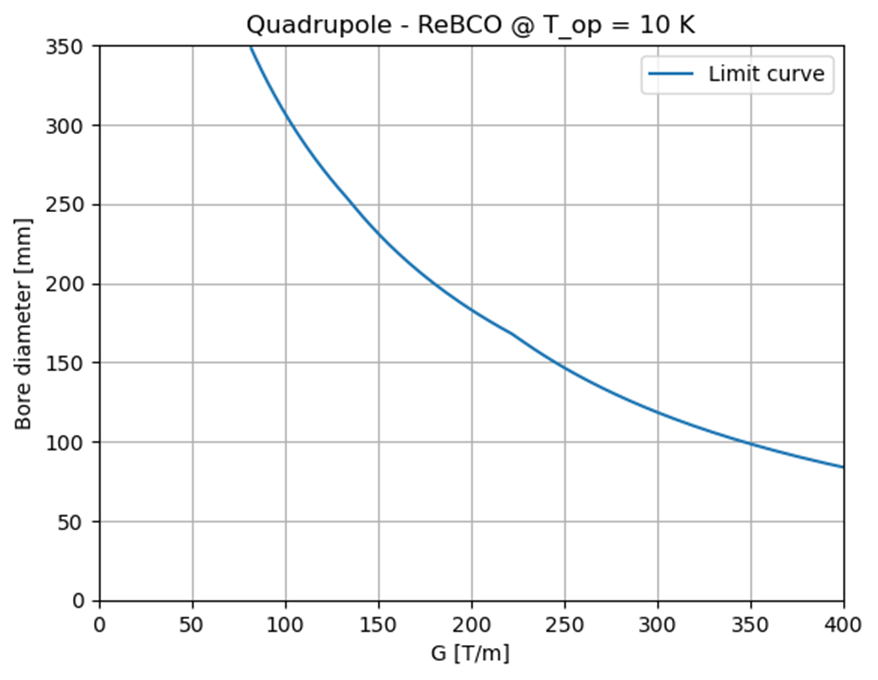 Quadrupole - ReBCO @ T_op = 10 K
Limit curve
Bore diameter [mm]
350
300
250
200
150
100
50
0
0 50 100 150 200 250 300 350 400
G [T/m]